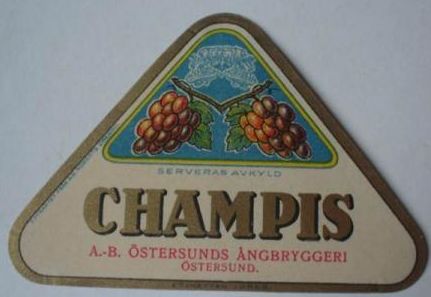 SERVERAS AVKYLD
CHAMPIS
A.-B. ÖSTERSUNDS ÅNGBRYGGERI
ÖSTERSUND.